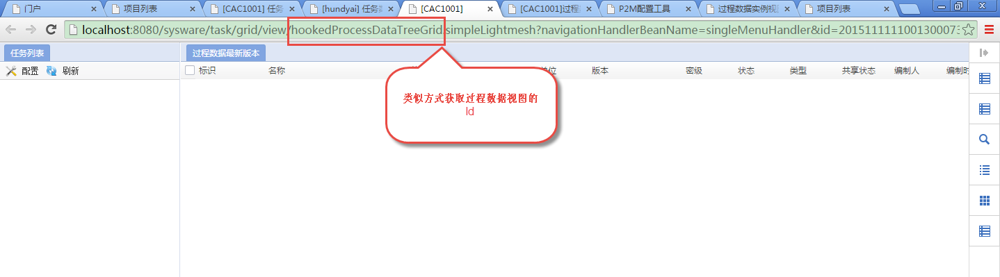 门户
项目列表
[CAC1001] 任务
[hundyai] 任务
[CAC1001]
[CAC1001]过程
P2M配置工具
过程数据实例视
项目列表
localhost:8080/sysware/task/grid/view/hookedProcessDataTreeGrid/simpleLightmesh?navigationHandlerBeanName=singleMenuHandler&id=2015111111001300073
任务列表
过程数据最新版本
配置
刷新
标识
名称
单位
版本
密级
状态
类型
共享状态
编制人
编制时
类似方式获取过程数据视图的
Id